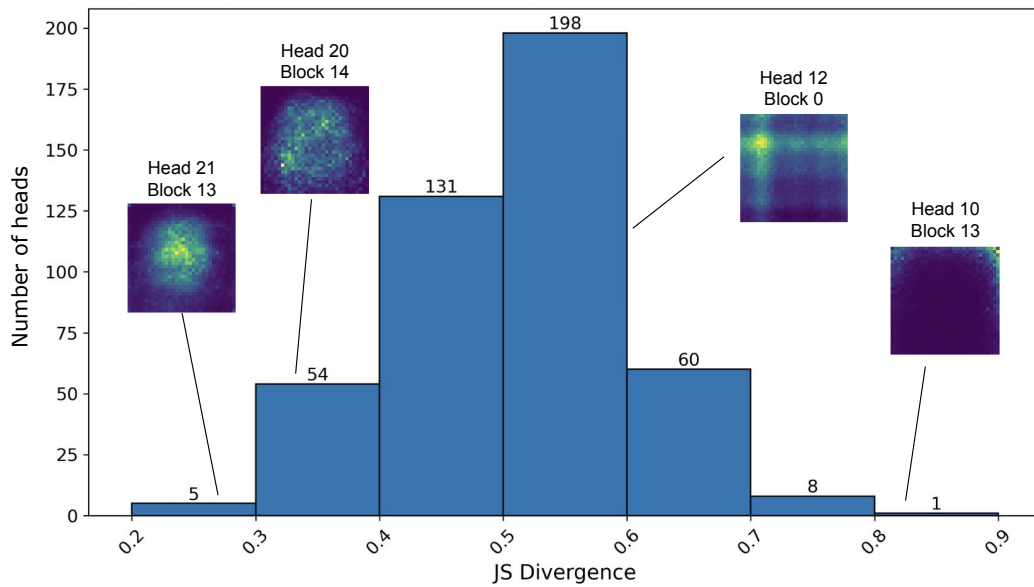 200
175
150
125
100
75
50
25
0
Number of heads
Head 21
Block 13
Head 20
Block 14
Head 12
Block 0
Head 10
Block 13
5
54
131
198
60
8
1
0.2
0.3
0.4
0.5
0.6
0.7
0.8
0.9
JS Divergence